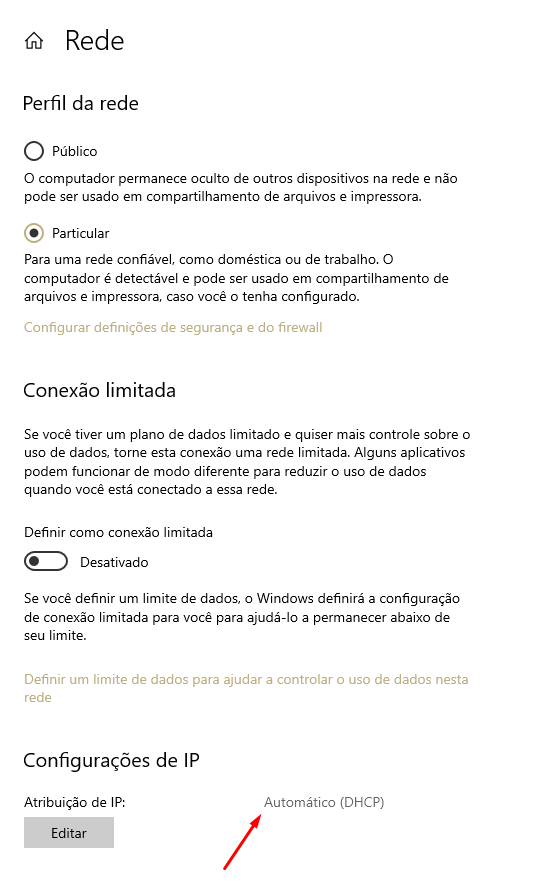 Rede
Perfil da rede
Público
O computador permanece oculto de outros dispositivos na rede e não
pode ser usado em compartilhamento de arquivos e impressora.
Particular
Para uma rede confiável, como doméstica ou de trabalho. O
computador é detectável e pode ser usado em compartilhamento de
arquivos e impressora, caso você o tenha configurado.
Configurar definições de segurança e do firewall
Conexão limitada
Se você tiver um plano de dados limitado e quiser mais controle sobre o
uso de dados, torne esta conexão uma rede limitada. Alguns aplicativos
podem funcionar de modo diferente para reduzir o uso de dados
quando você está conectado a essa rede.
Definir como conexão limitada
Desativado
Se você definir um limite de dados, o Windows definirá a configuração
de conexão limitada para você para ajudá-lo a permanecer abaixo de
seu limite.
Definir um limite de dados para ajudar a controlar o uso de dados nesta
rede
Configurações de IP
Atribuição de IP: Automático (DHCP)
Editar